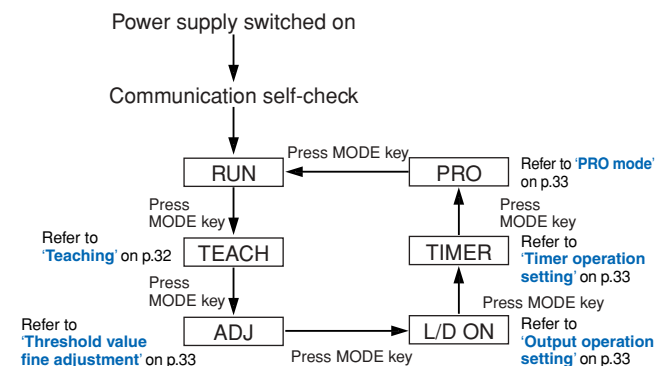 Power supply switched on
Communication self-check
Press MODE key
RUN
PRO
Refer to 'PRO mode'
on p.33
Press
MODE key
Press
MODE key
Refer to
'Teaching' on p.32
TEACH
TIMER
Refer to
'Timer operation
setting' on p.33
Press
MODE key
Press MODE key
Refer to
'Threshold value
fine adjustment' on p.33
ADJ
Press MODE key
L/D ON
Refer to
'Output operation
setting' on p.33